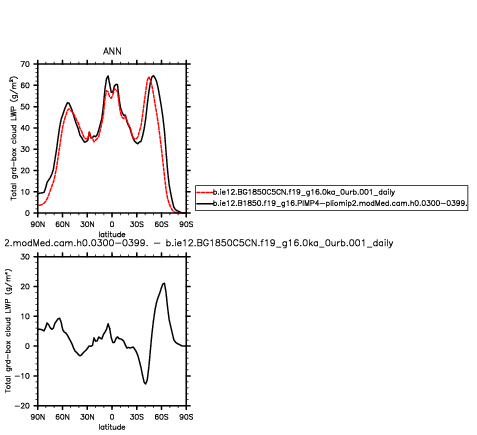 ANN
Total grd-box cloud LWP (g/m²)
70
60
50
40
30
20
10
0
90N 60N 30N 0 30S 60S 90S
latitude
b.ie12.BG1850C5CN.f19_g16.0ka_0urb.001_daily
b.ie12.B1850.f19_g16.PIMP4-pliomip2.modMed.cam.h0.0300-0399.
2.modMed.cam.h0.0300-0399. - b.ie12.BG1850C5CN.f19_g16.0ka_0urb.001_daily
Total grd-box cloud LWP (g/m²)
30
20
10
0
-10
-20
90N 60N 30N 0 30S 60S 90S
latitude